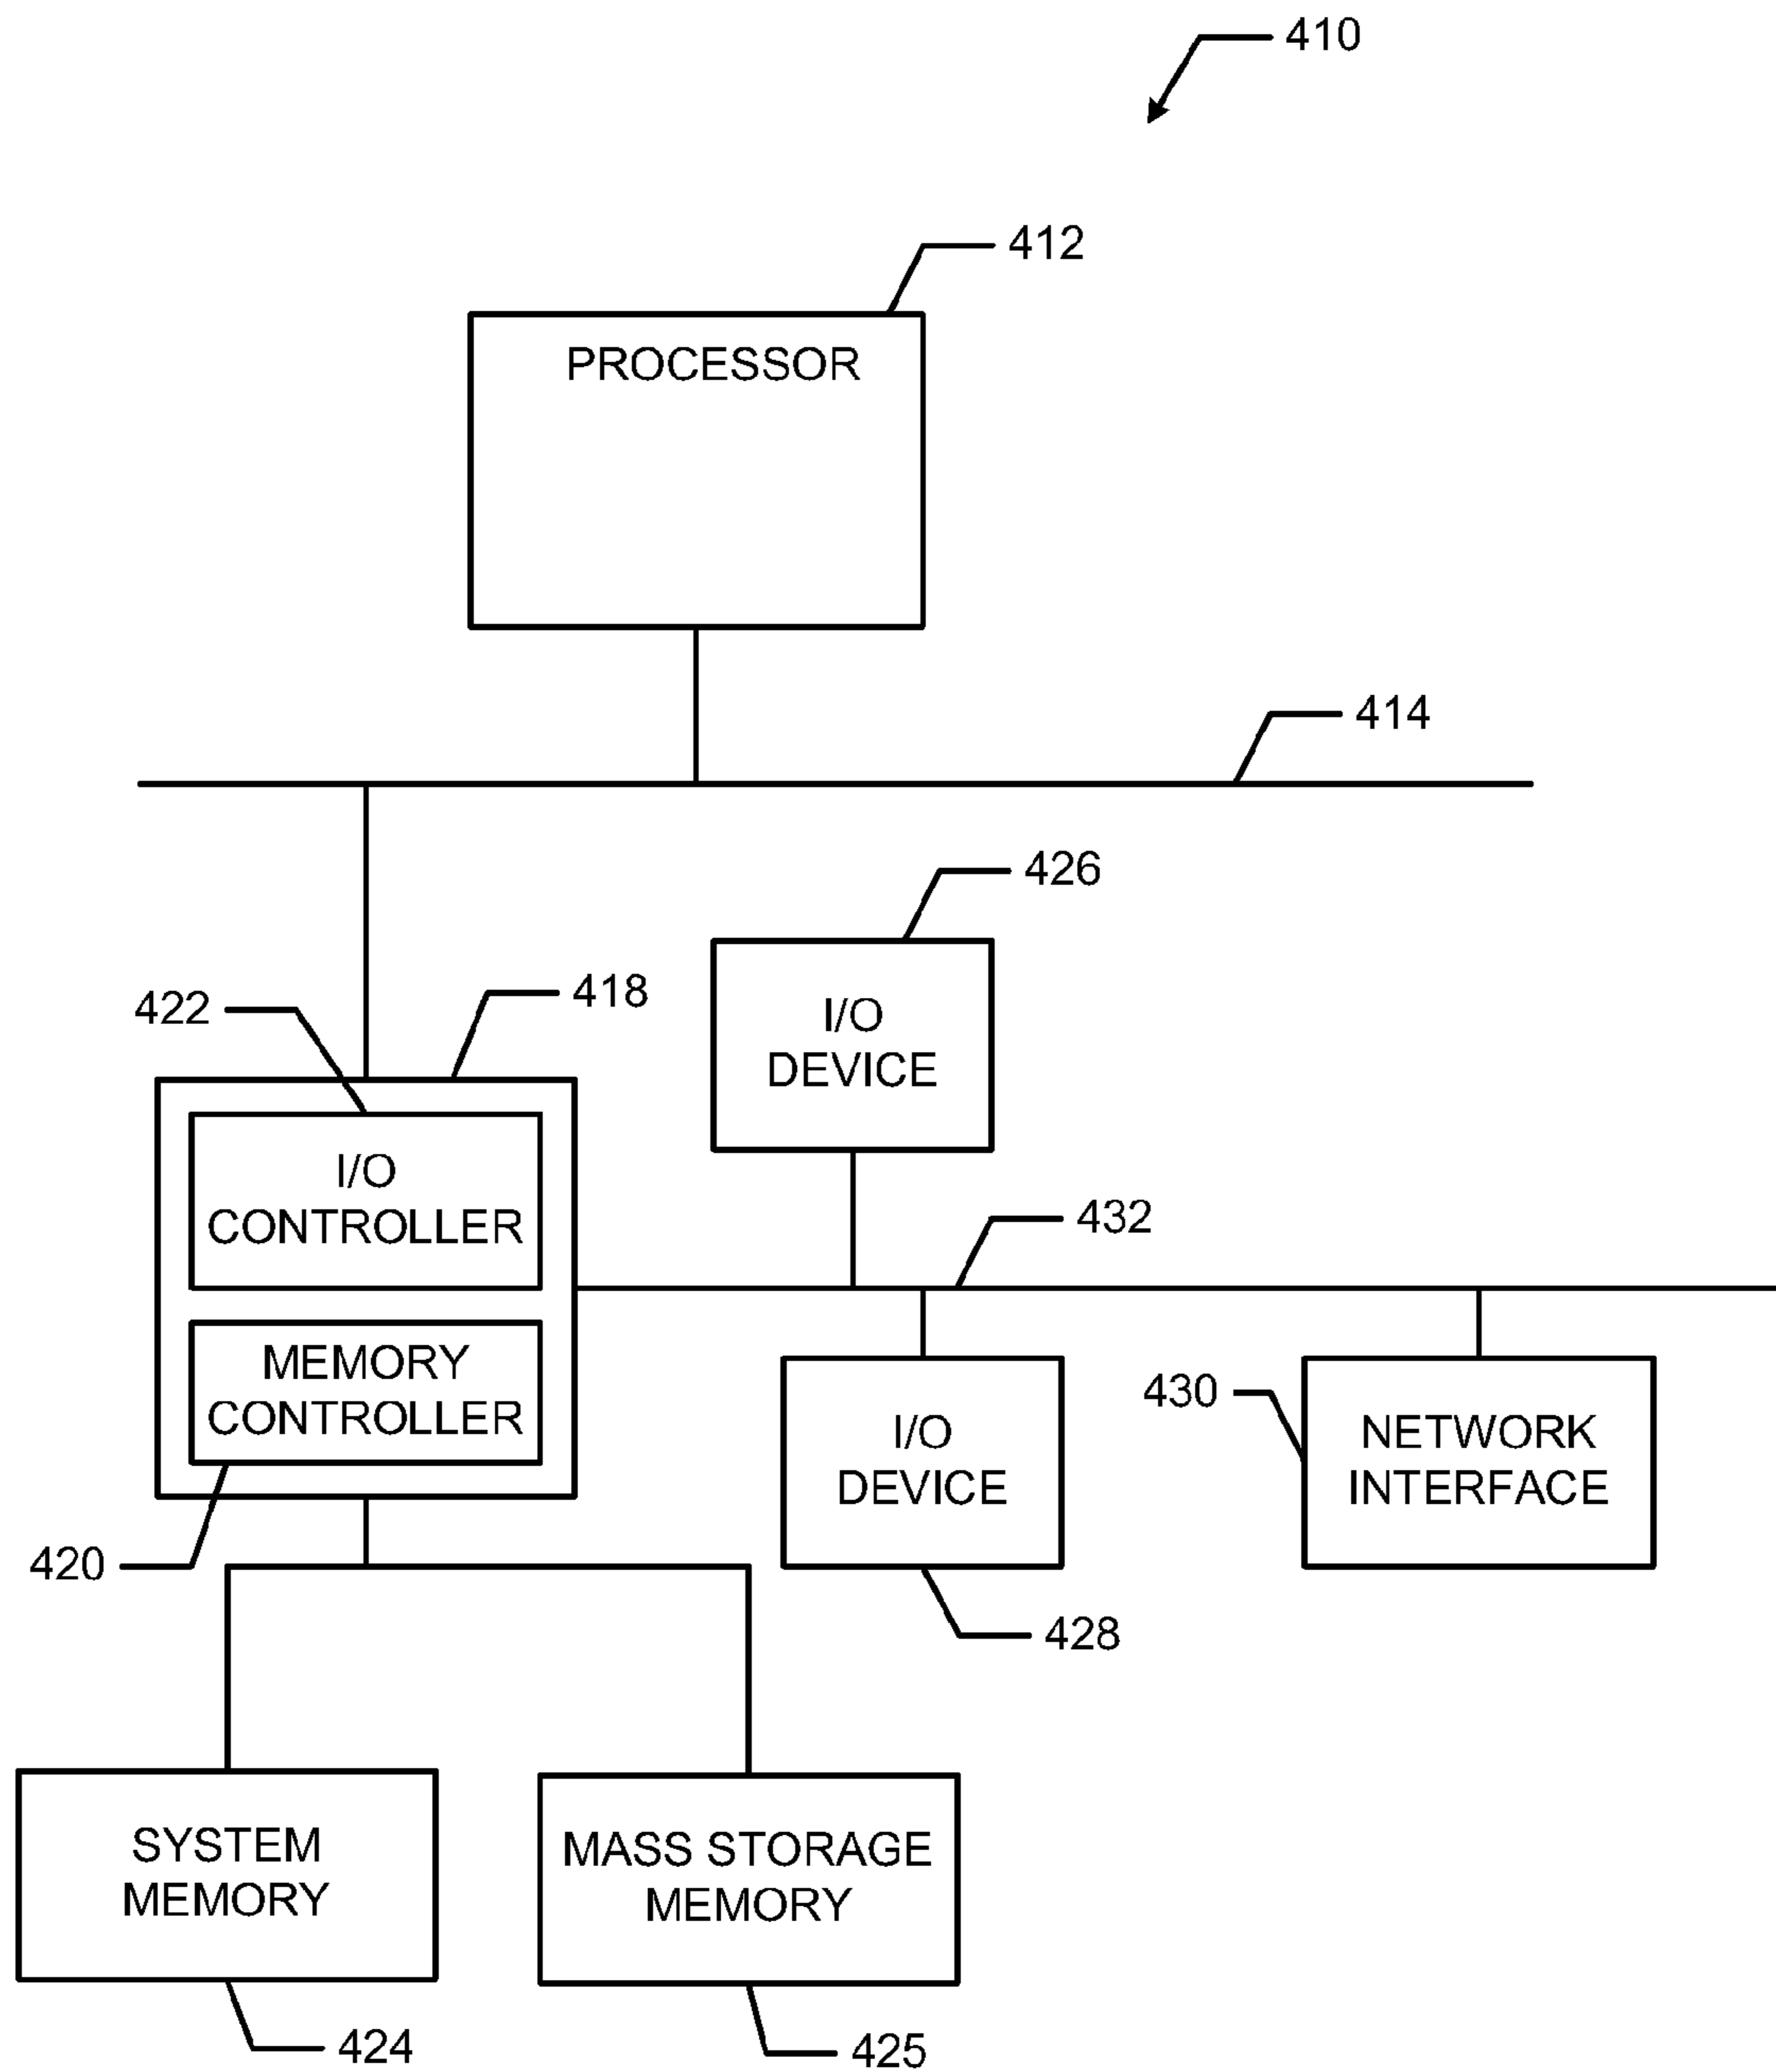 410
412
PROCESSOR
414
426
422
418
I/O
DEVICE
I/O
CONTROLLER
432
MEMORY
CONTROLLER
I/O
DEVICE
430
NETWORK
INTERFACE
420
428
SYSTEM
MEMORY
MASS STORAGE
MEMORY
424
425